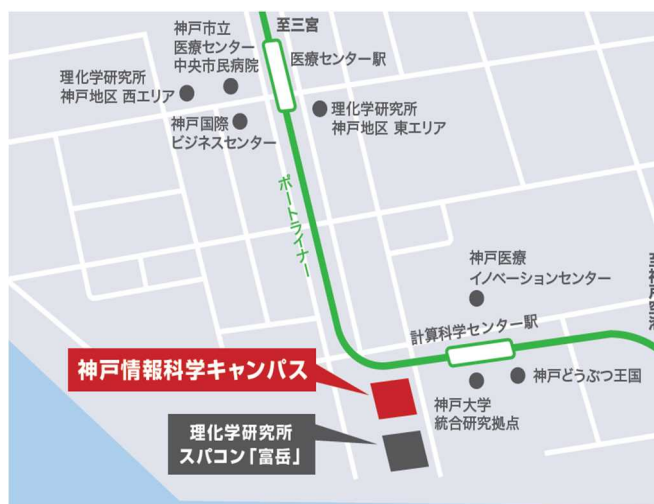 至三宮
神戸市立
医療センター
中央市民病院
医療センター駅
理化学研究所
神戸地区 西エリア
理化学研究所
神戸地区 東エリア
神戸国際
ビジネスセンター
ポートライナー
神戸医療
イノベーションセンター
至神戸空港
計算科学センター駅
神戸情報科学キャンパス
神戸どうぶつ王国
神戸大学
統合研究拠点
理化学研究所
スパコン「富岳」